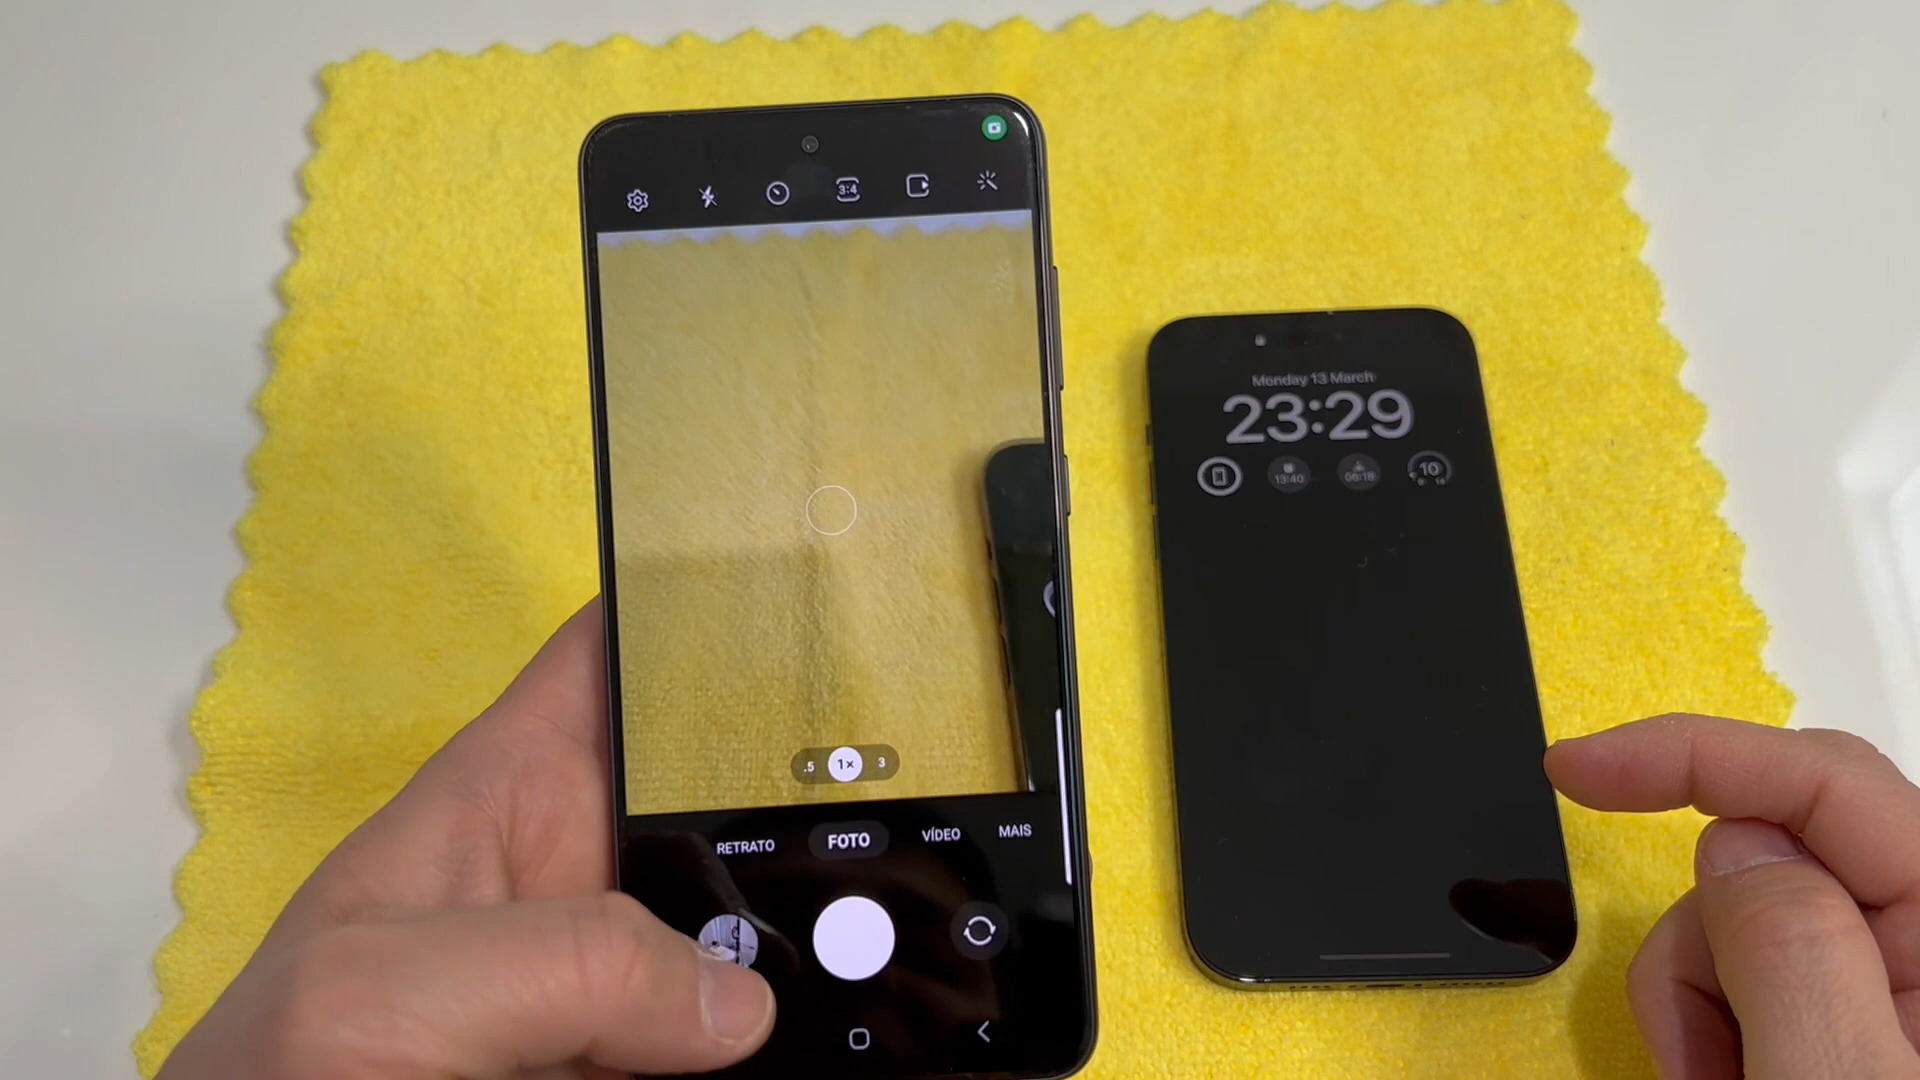 3:4
.5 1× 3
RETRATO FOTO VÍDEO MAIS
Monday 13 March
23:29
13:40 06:18 10